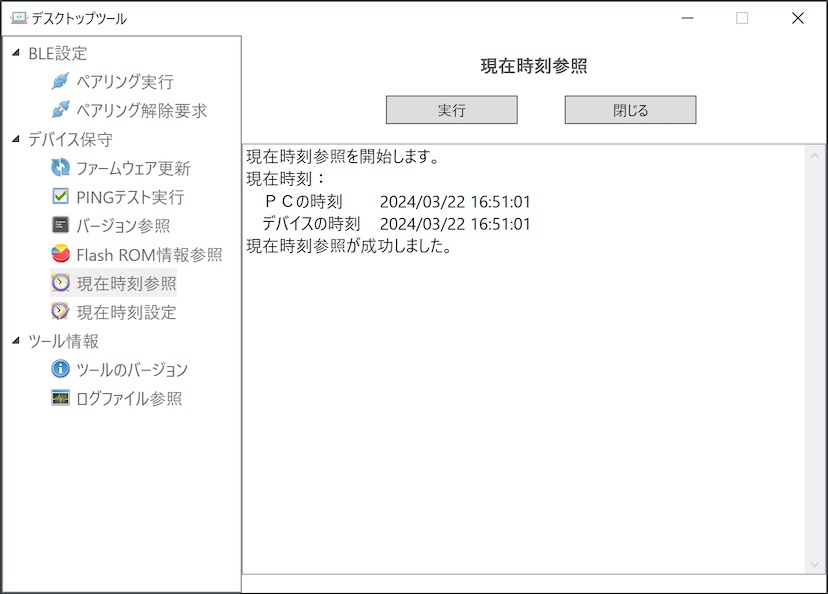 デスクトップツール
BLE設定
ペアリング実行
ペアリング解除要求
デバイス保守
ファームウェア更新
PINGテスト実行
バージョン参照
Flash ROM情報参照
現在時刻参照
現在時刻設定
ツール情報
ツールのバージョン
ログファイル参照
現在時刻参照
実行 閉じる
現在時刻参照を開始します。
現在時刻：
ＰＣの時刻 2024/03/22 16:51:01
デバイスの時刻 2024/03/22 16:51:01
現在時刻参照が成功しました。